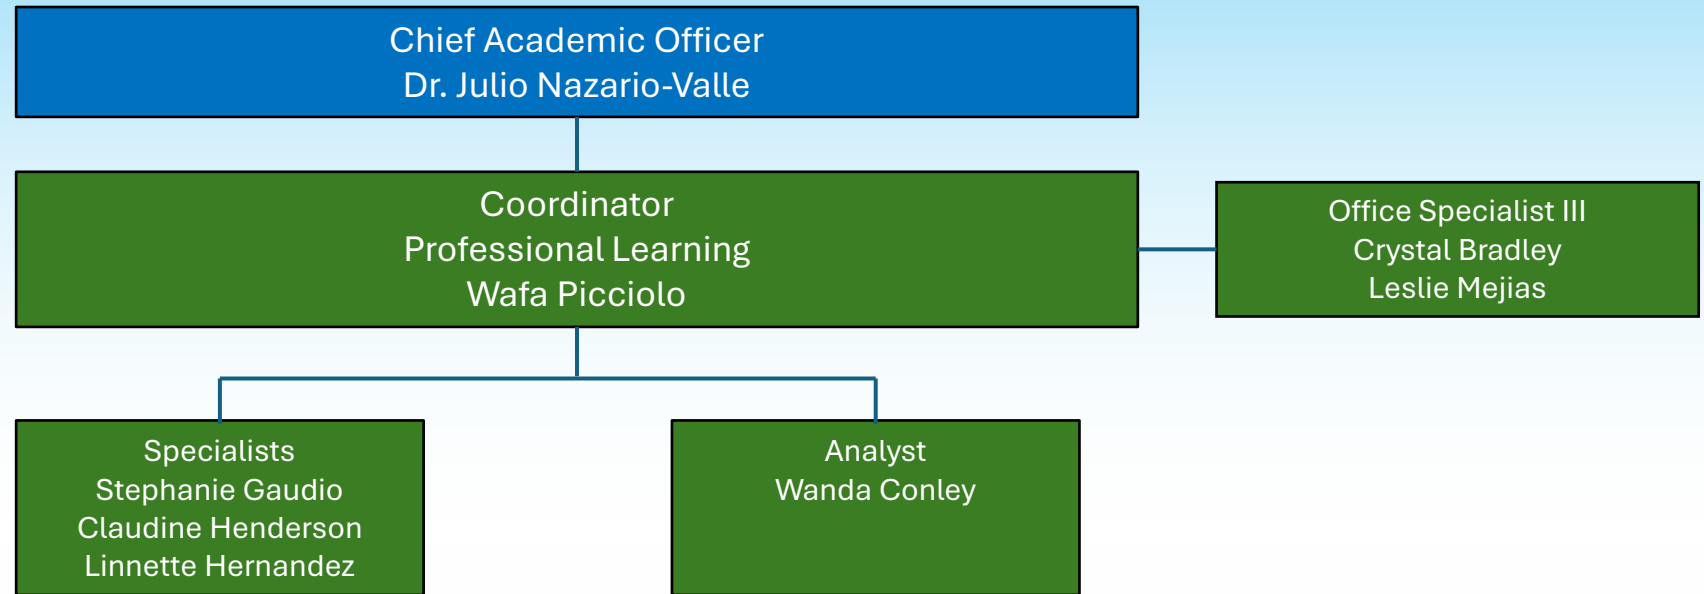 Chief Academic Officer
Dr. Julio Nazario-Valle
Coordinator
Professional Learning
Wafa Picciolo
Office Specialist III
Crystal Bradley
Leslie Mejias
Specialists
Stephanie Gaudio
Claudine Henderson
Linnette Hernandez
Analyst
Wanda Conley